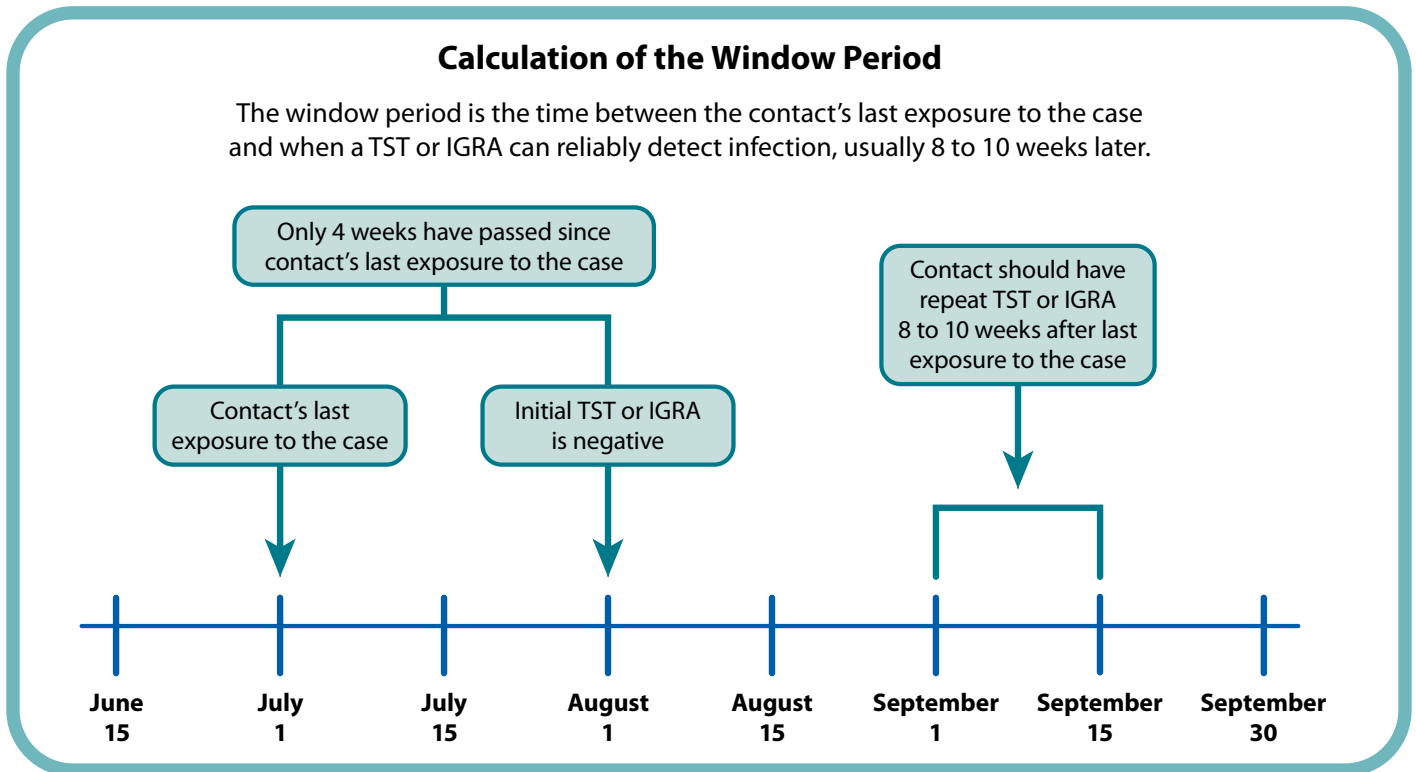 Calculation of the Window Period
The window period is the time between the contact’s last exposure to the case
and when a TST or IGRA can reliably detect infection, usually 8 to 10 weeks later.
Only 4 weeks have passed since
contact’s last exposure to the case
Contact should have
repeat TST or IGRA
8 to 10 weeks after last
exposure to the case
Contact’s last
exposure to the case
Initial TST or IGRA
is negative
June
15
July
1
July
15
August
1
August
15
September
1
September
15
September
30